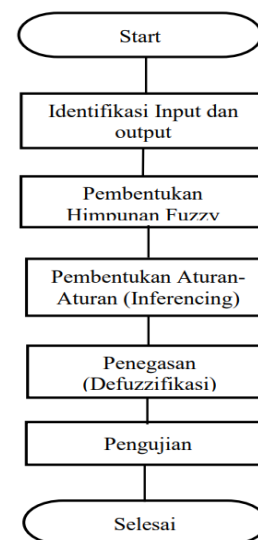 Start
Identifikasi Input dan
output
Pembentukan
Himpunan Fuzzy
Pembentukan Aturan-
Aturan (Inferencing)
Penegasan
(Defuzzifikasi)
Pengujian
Selesai